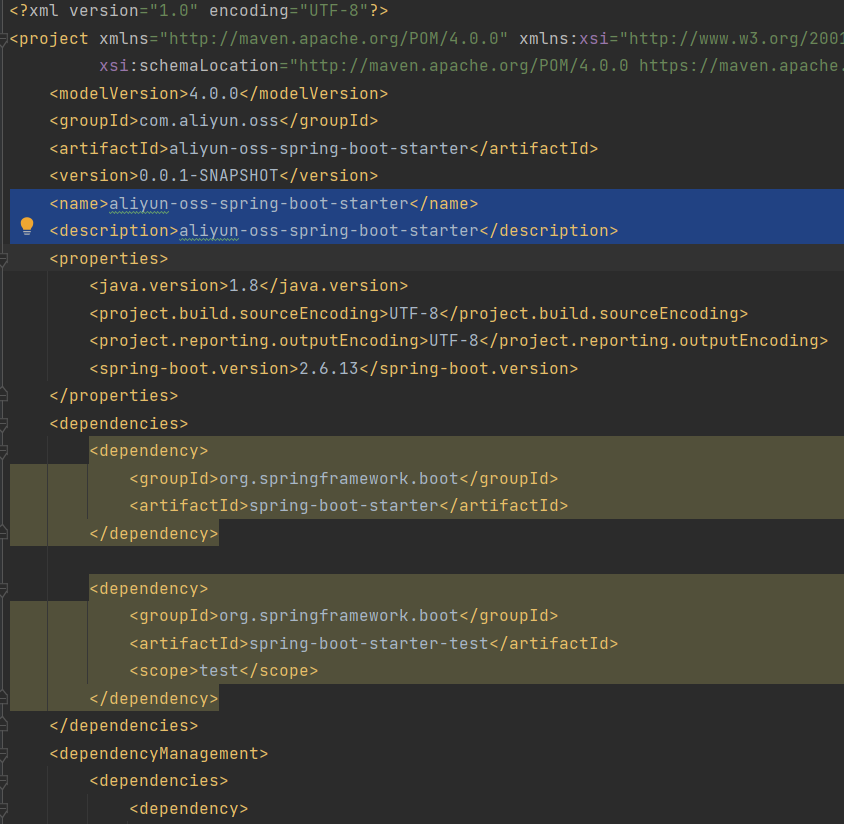 <?xml version="1.0" encoding="UTF-8"?>
<project xmlns="http://maven.apache.org/POM/4.0.0" xmlns:xsi="http://www.w3.org/2001
xsi:schemaLocation="http://maven.apache.org/POM/4.0.0 https://maven.apache.
<modelVersion>4.0.0</modelVersion>
<groupId>com.aliyun.oss</groupId>
<artifactId>aliyun-oss-spring-boot-starter</artifactId>
<version>0.0.1-SNAPSHOT</version>
<name>aliyun-oss-spring-boot-starter</name>
<description>aliyun-oss-spring-boot-starter</description>
<properties>
<java.version>1.8</java.version>
<project.build.sourceEncoding>UTF-8</project.build.sourceEncoding>
<project.reporting.outputEncoding>UTF-8</project.reporting.outputEncoding>
<spring-boot.version>2.6.13</spring-boot.version>
</properties>
<dependencies>
<dependency>
<groupId>org.springframework.boot</groupId>
<artifactId>spring-boot-starter</artifactId>
</dependency>
<dependency>
<groupId>org.springframework.boot</groupId>
<artifactId>spring-boot-starter-test</artifactId>
<scope>test</scope>
</dependency>
</dependencies>
<dependencyManagement>
<dependencies>
<dependency>